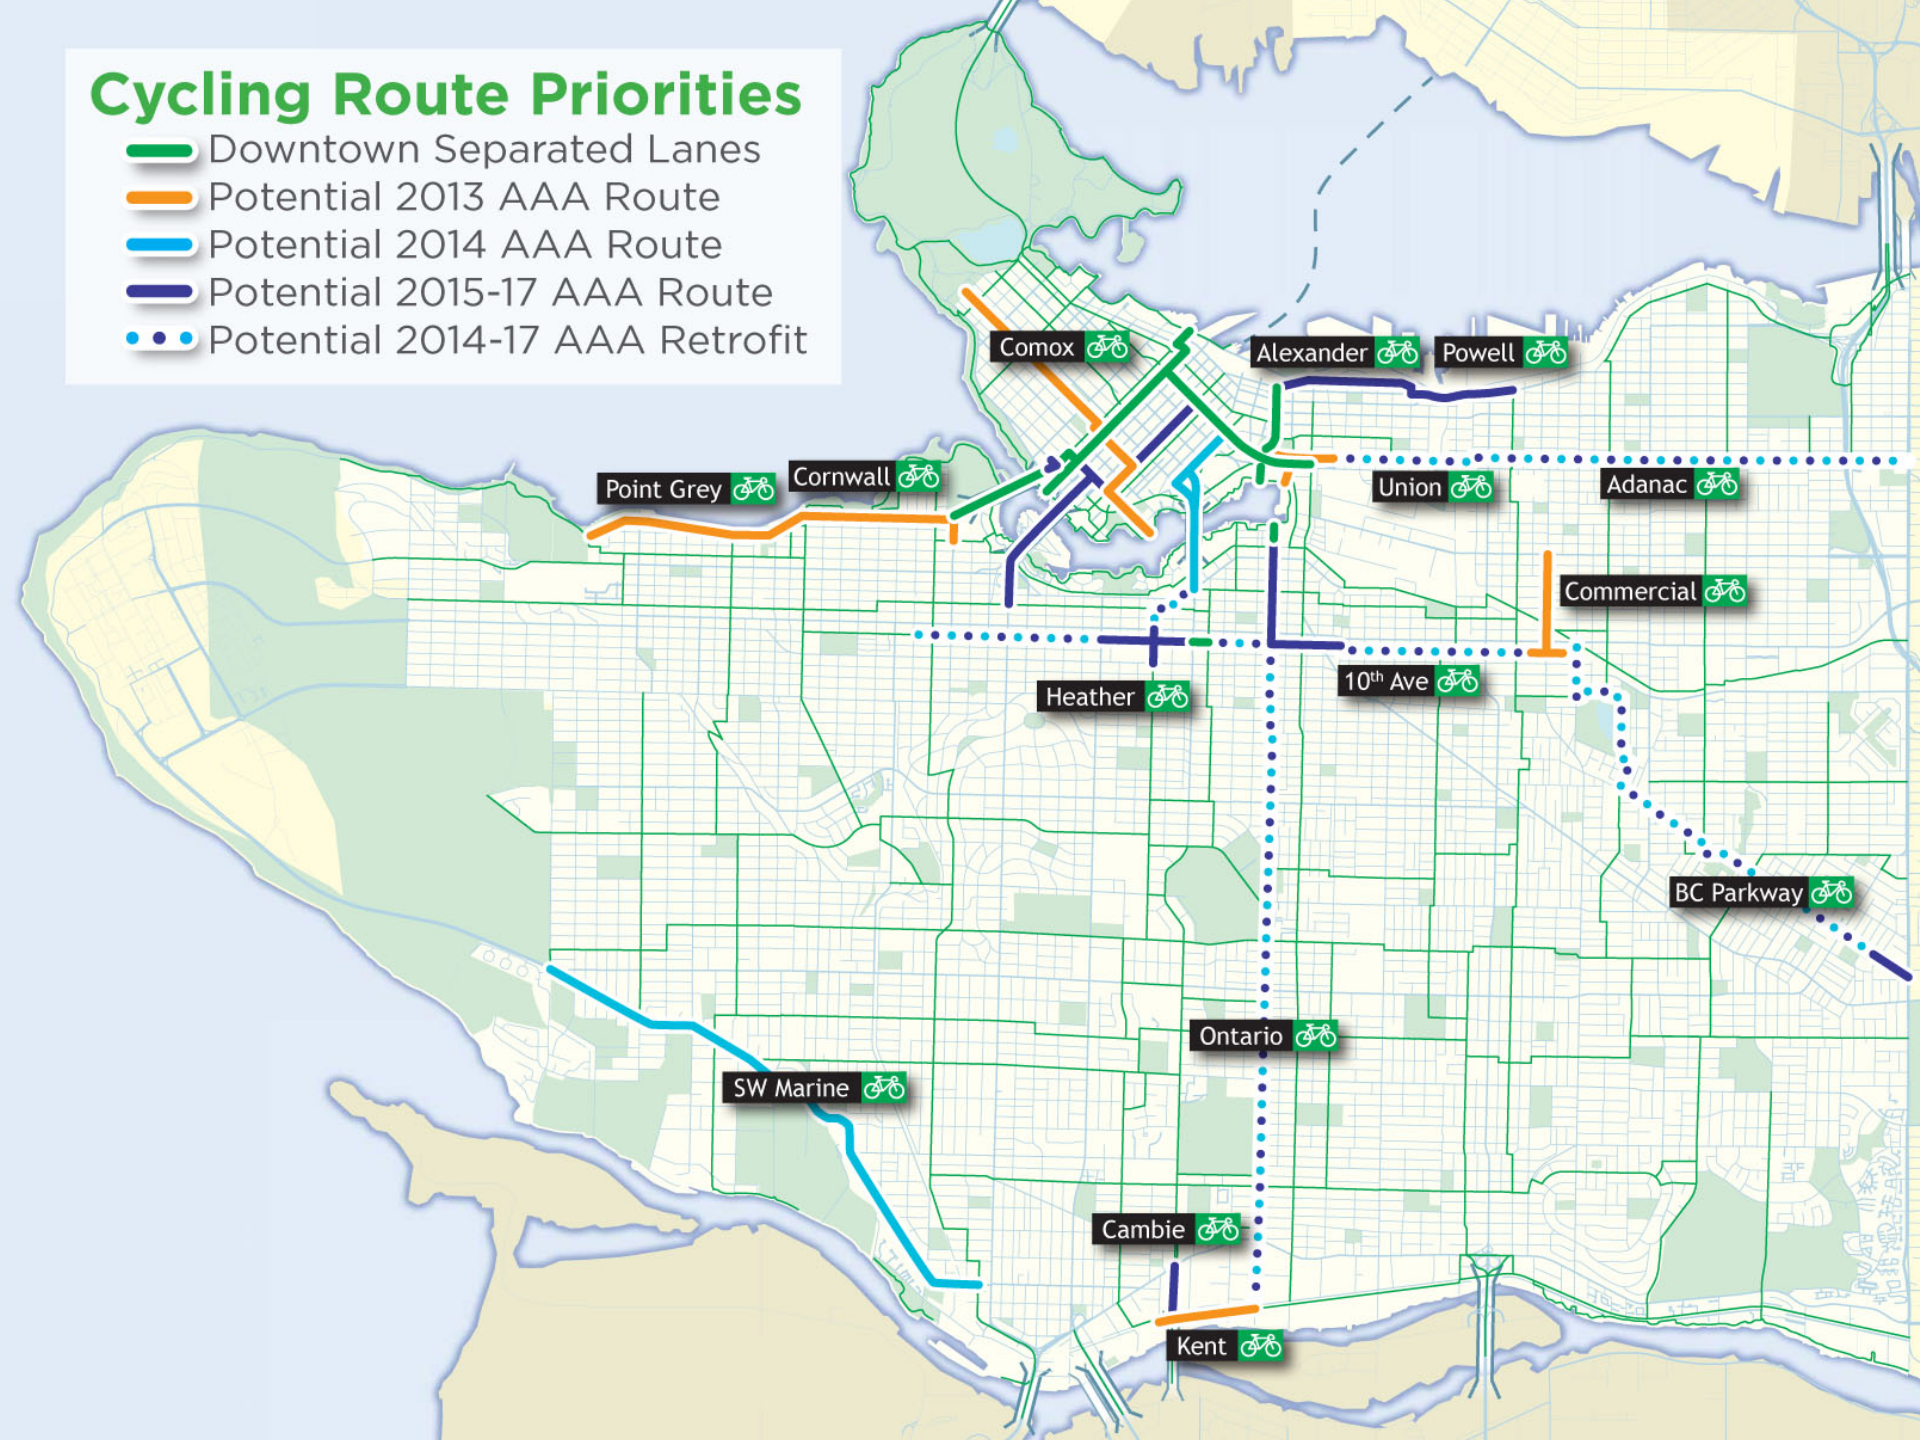 Cycling Route Priorities
Downtown Separated Lanes
Potential 2013 AAA Route
Potential 2014 AAA Route
Potential 2015-17 AAA Route
Potential 2014-17 AAA Retrofit
Comox
Alexander
Powell
Point Grey
Cornwall
Union
Adanac
Commercial
Heather
10th Ave
BC Parkway
Ontario
SW Marine
Cambie
Kent